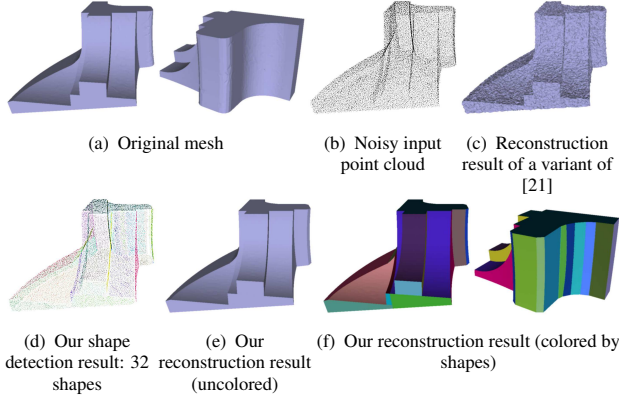 (a) Original mesh
(b) Noisy input
point cloud
(c) Reconstruction
result of a variant of
[21]
(d) Our shape
detection result: 32
shapes
(e) Our
reconstruction result
(uncolored)
(f) Our reconstruction result (colored by
shapes)